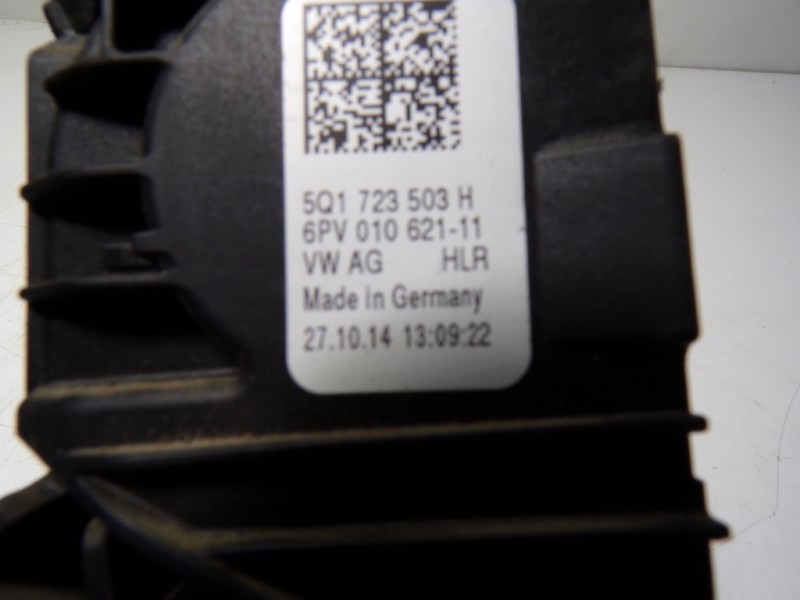 5Q1 723 503 H
6PV 010 621-11
VW AG HLR
Made in Germany
27.10.14 13:09:22